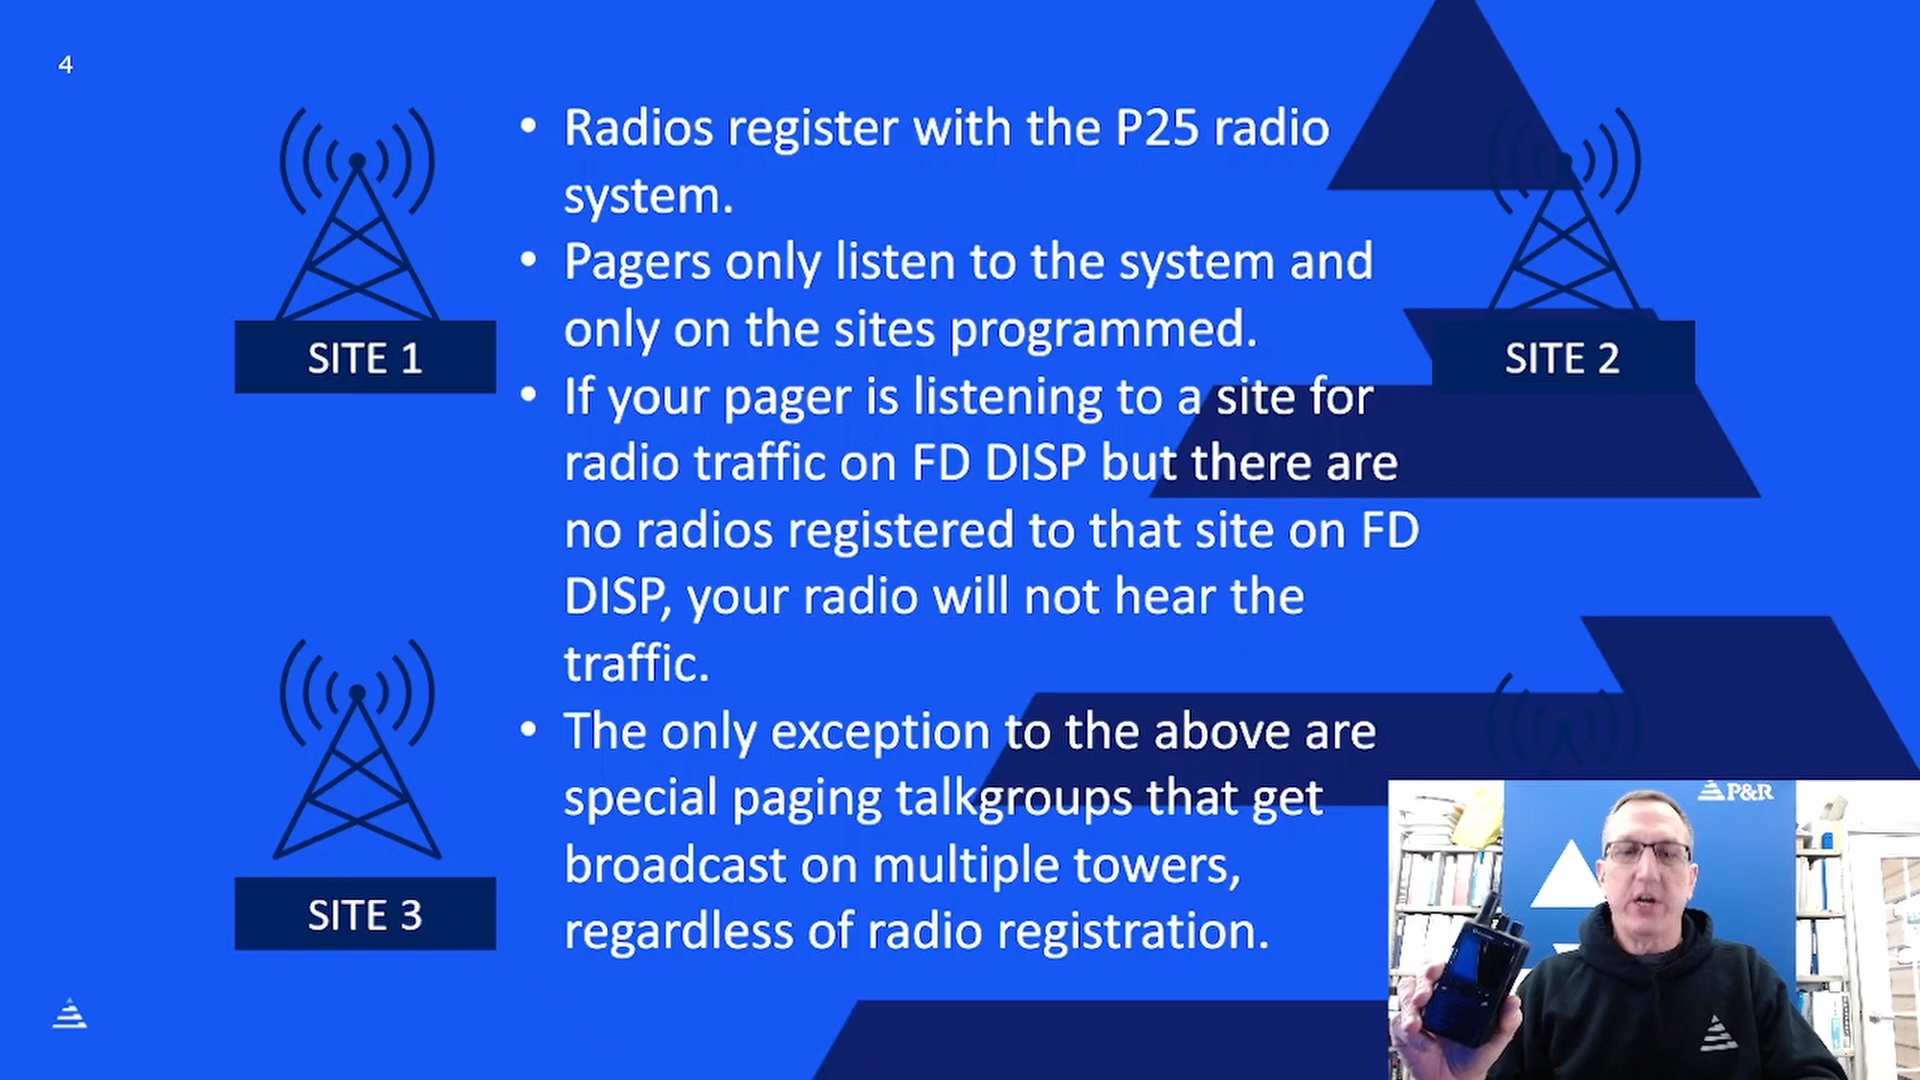 4
• Radios register with the P25 radio
system.
• Pagers only listen to the system and
only on the sites programmed.
• If your pager is listening to a site for
radio traffic on FD DISP but there are
no radios registered to that site on FD
DISP, your radio will not hear the
traffic.
• The only exception to the above are
special paging talkgroups that get
broadcast on multiple towers,
regardless of radio registration.
SITE 1
SITE 2
SITE 3
P&R